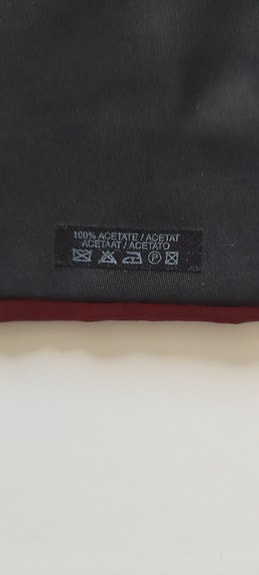 100% ACETATE / ACETAT
ACETAAT / ACETATO
P